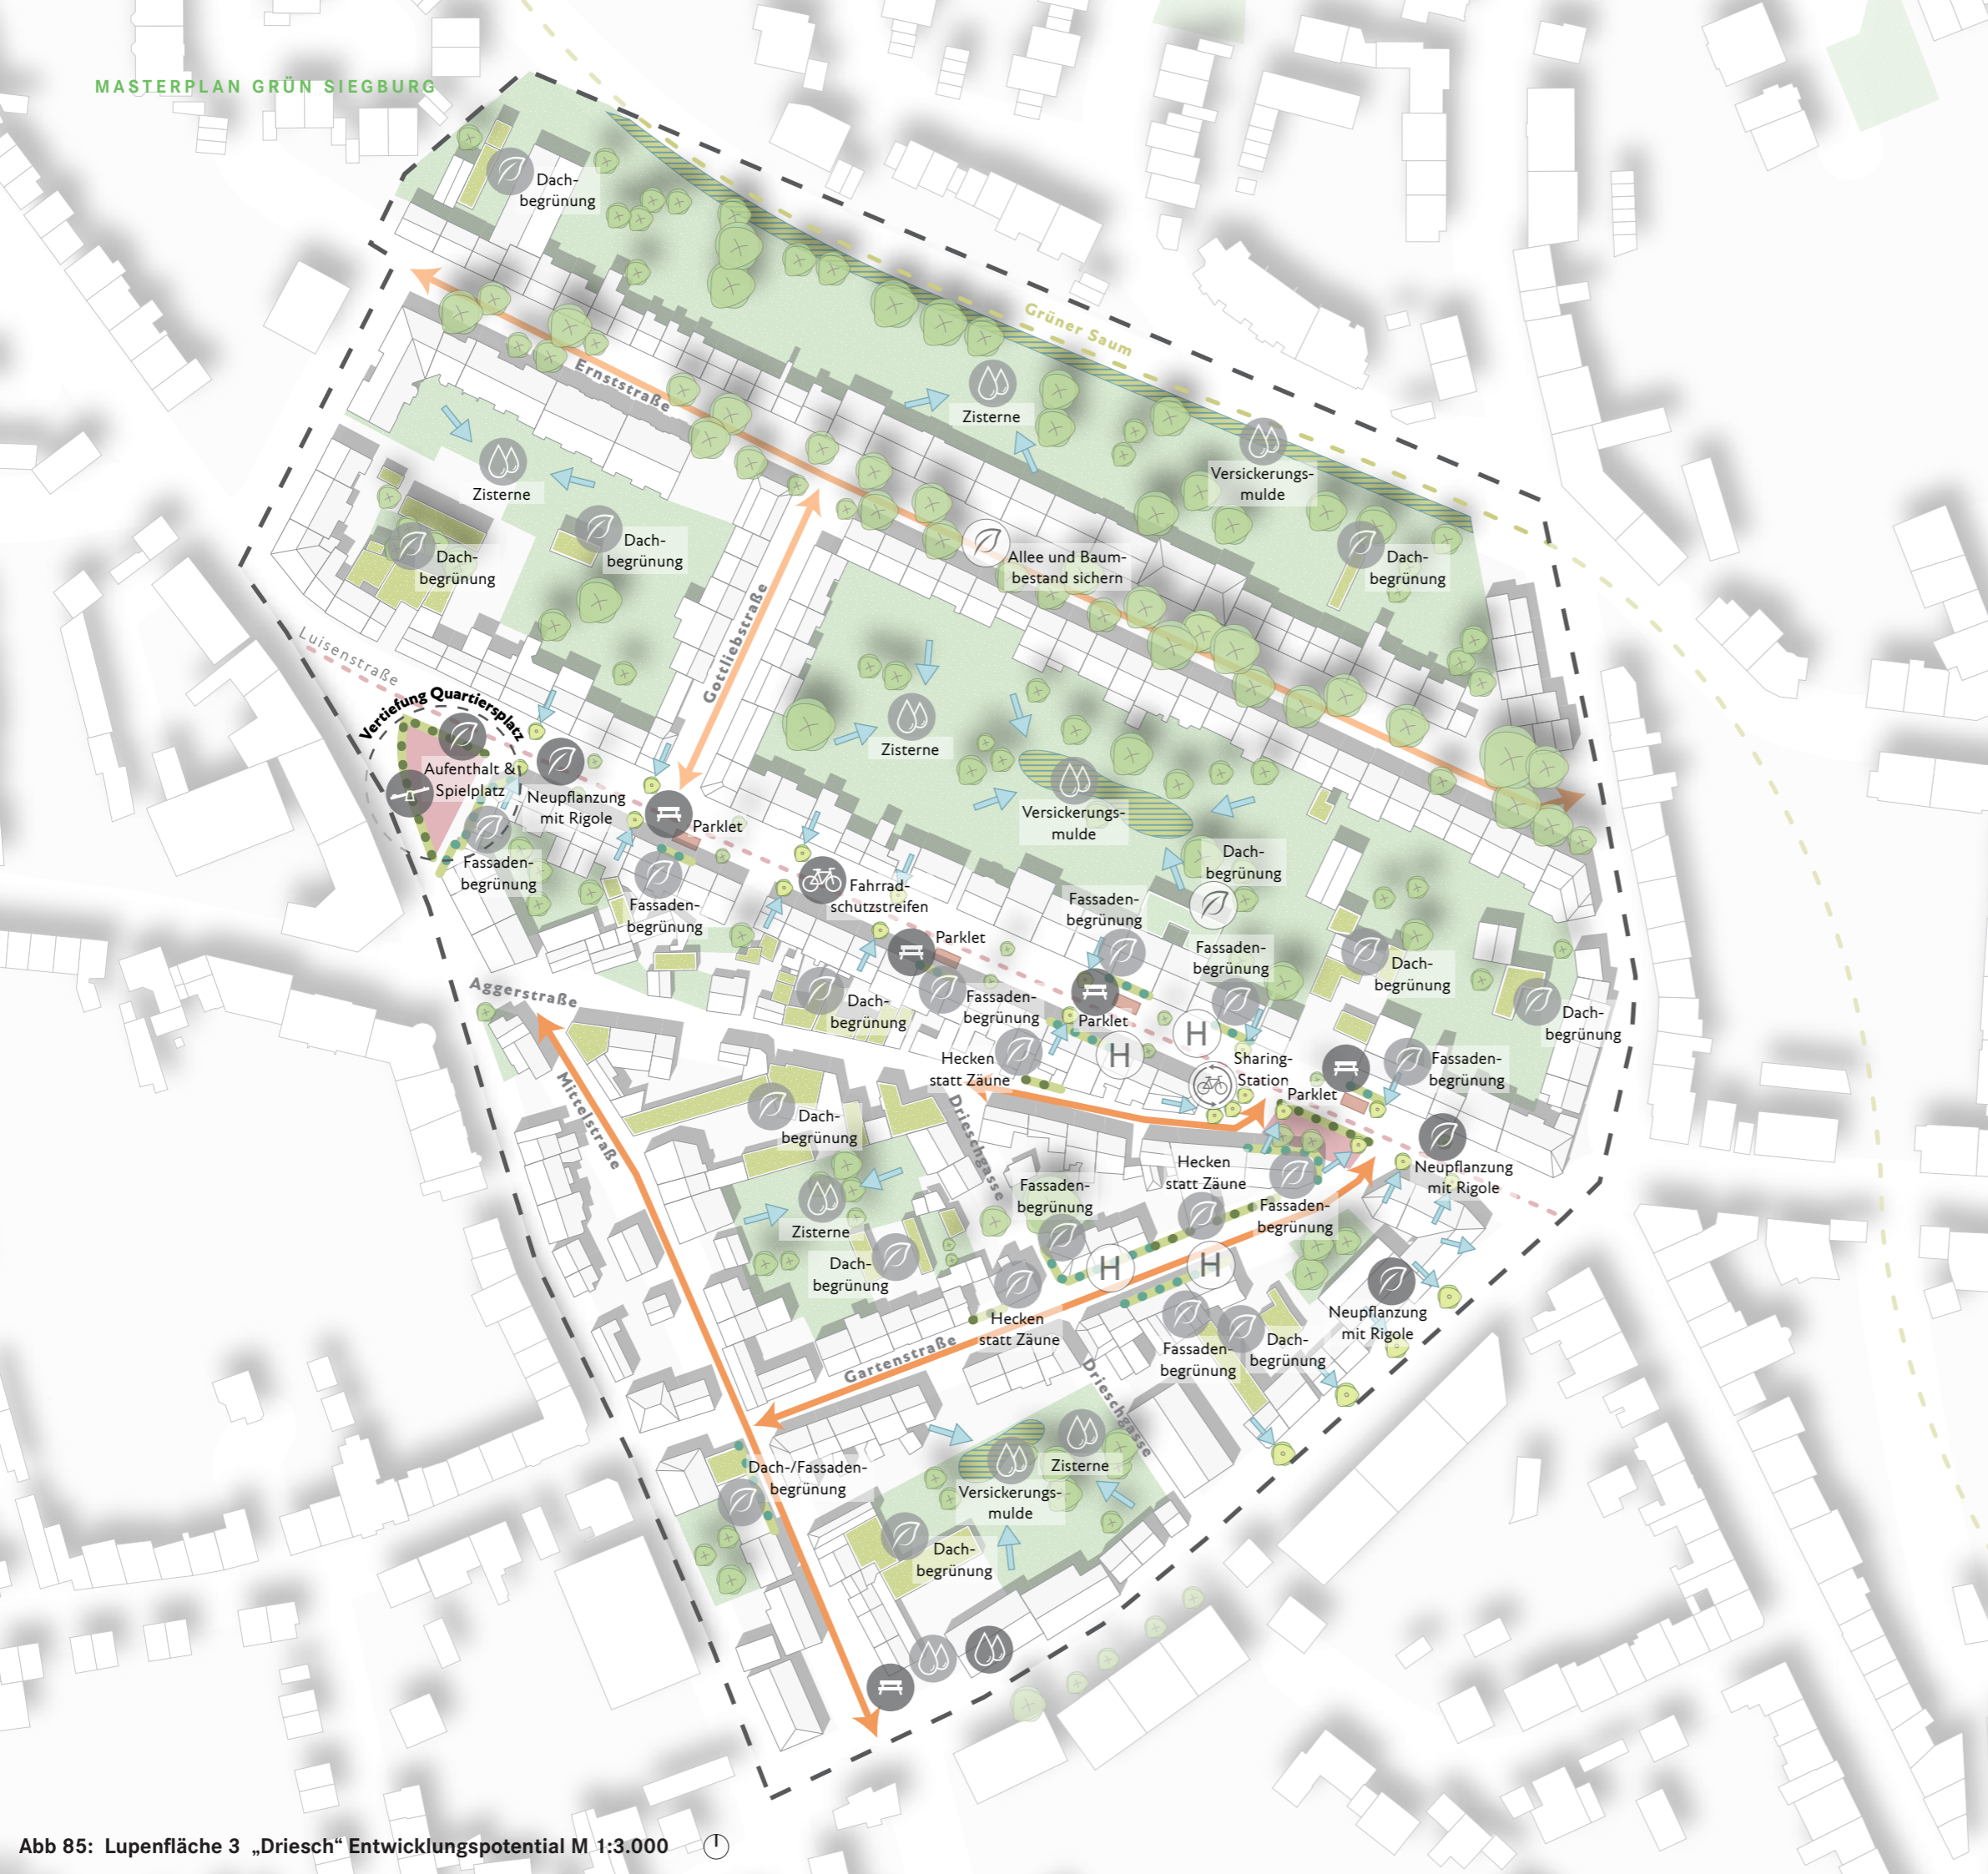 MASTERPLAN GRÜN SIEGBURG
Dach-
begrünung
Grüner Saum
Ernststraße
Zisterne
Versickerungs-
mulde
Zisterne
Dach-
begrünung
Dach-
begrünung
Allee und Baum-
bestand sichern
Dach-
begrünung
Gottliebstraße
Luisenstraße
Vertiefung Quartiersplatz
Zisterne
Aufenthalt &
Spielplatz
Neupflanzung
mit Rigole
Parklet
Versickerungs-
mulde
Fassaden-
begrünung
Dach-
begrünung
Fahrrad-
schutzstreifen
Fassaden-
begrünung
Fassaden-
begrünung
Parklet
Fassaden-
begrünung
Dach-
begrünung
Aggerstraße
Dach-
begrünung
Fassaden-
begrünung
Parklet
Dach-
begrünung
H
H
Hecken
statt Zäune
Sharing-
Station
Parklet
Fassaden-
begrünung
Mittelstraße
Dach-
begrünung
Drieschgasse
Hecken
statt Zäune
Neupflanzung
mit Rigole
Fassaden-
begrünung
Fassaden-
begrünung
Zisterne
Dach-
begrünung
H
H
Hecken
statt Zäune
Neupflanzung
mit Rigole
Gartenstraße
Fassaden-
begrünung
Dach-
begrünung
Drieschgasse
Dach-/Fassaden-
begrünung
Zisterne
Versickerungs-
mulde
Dach-
begrünung
Abb 85: Lupenfläche 3 „Driesch“ Entwicklungspotential M 1:3.000